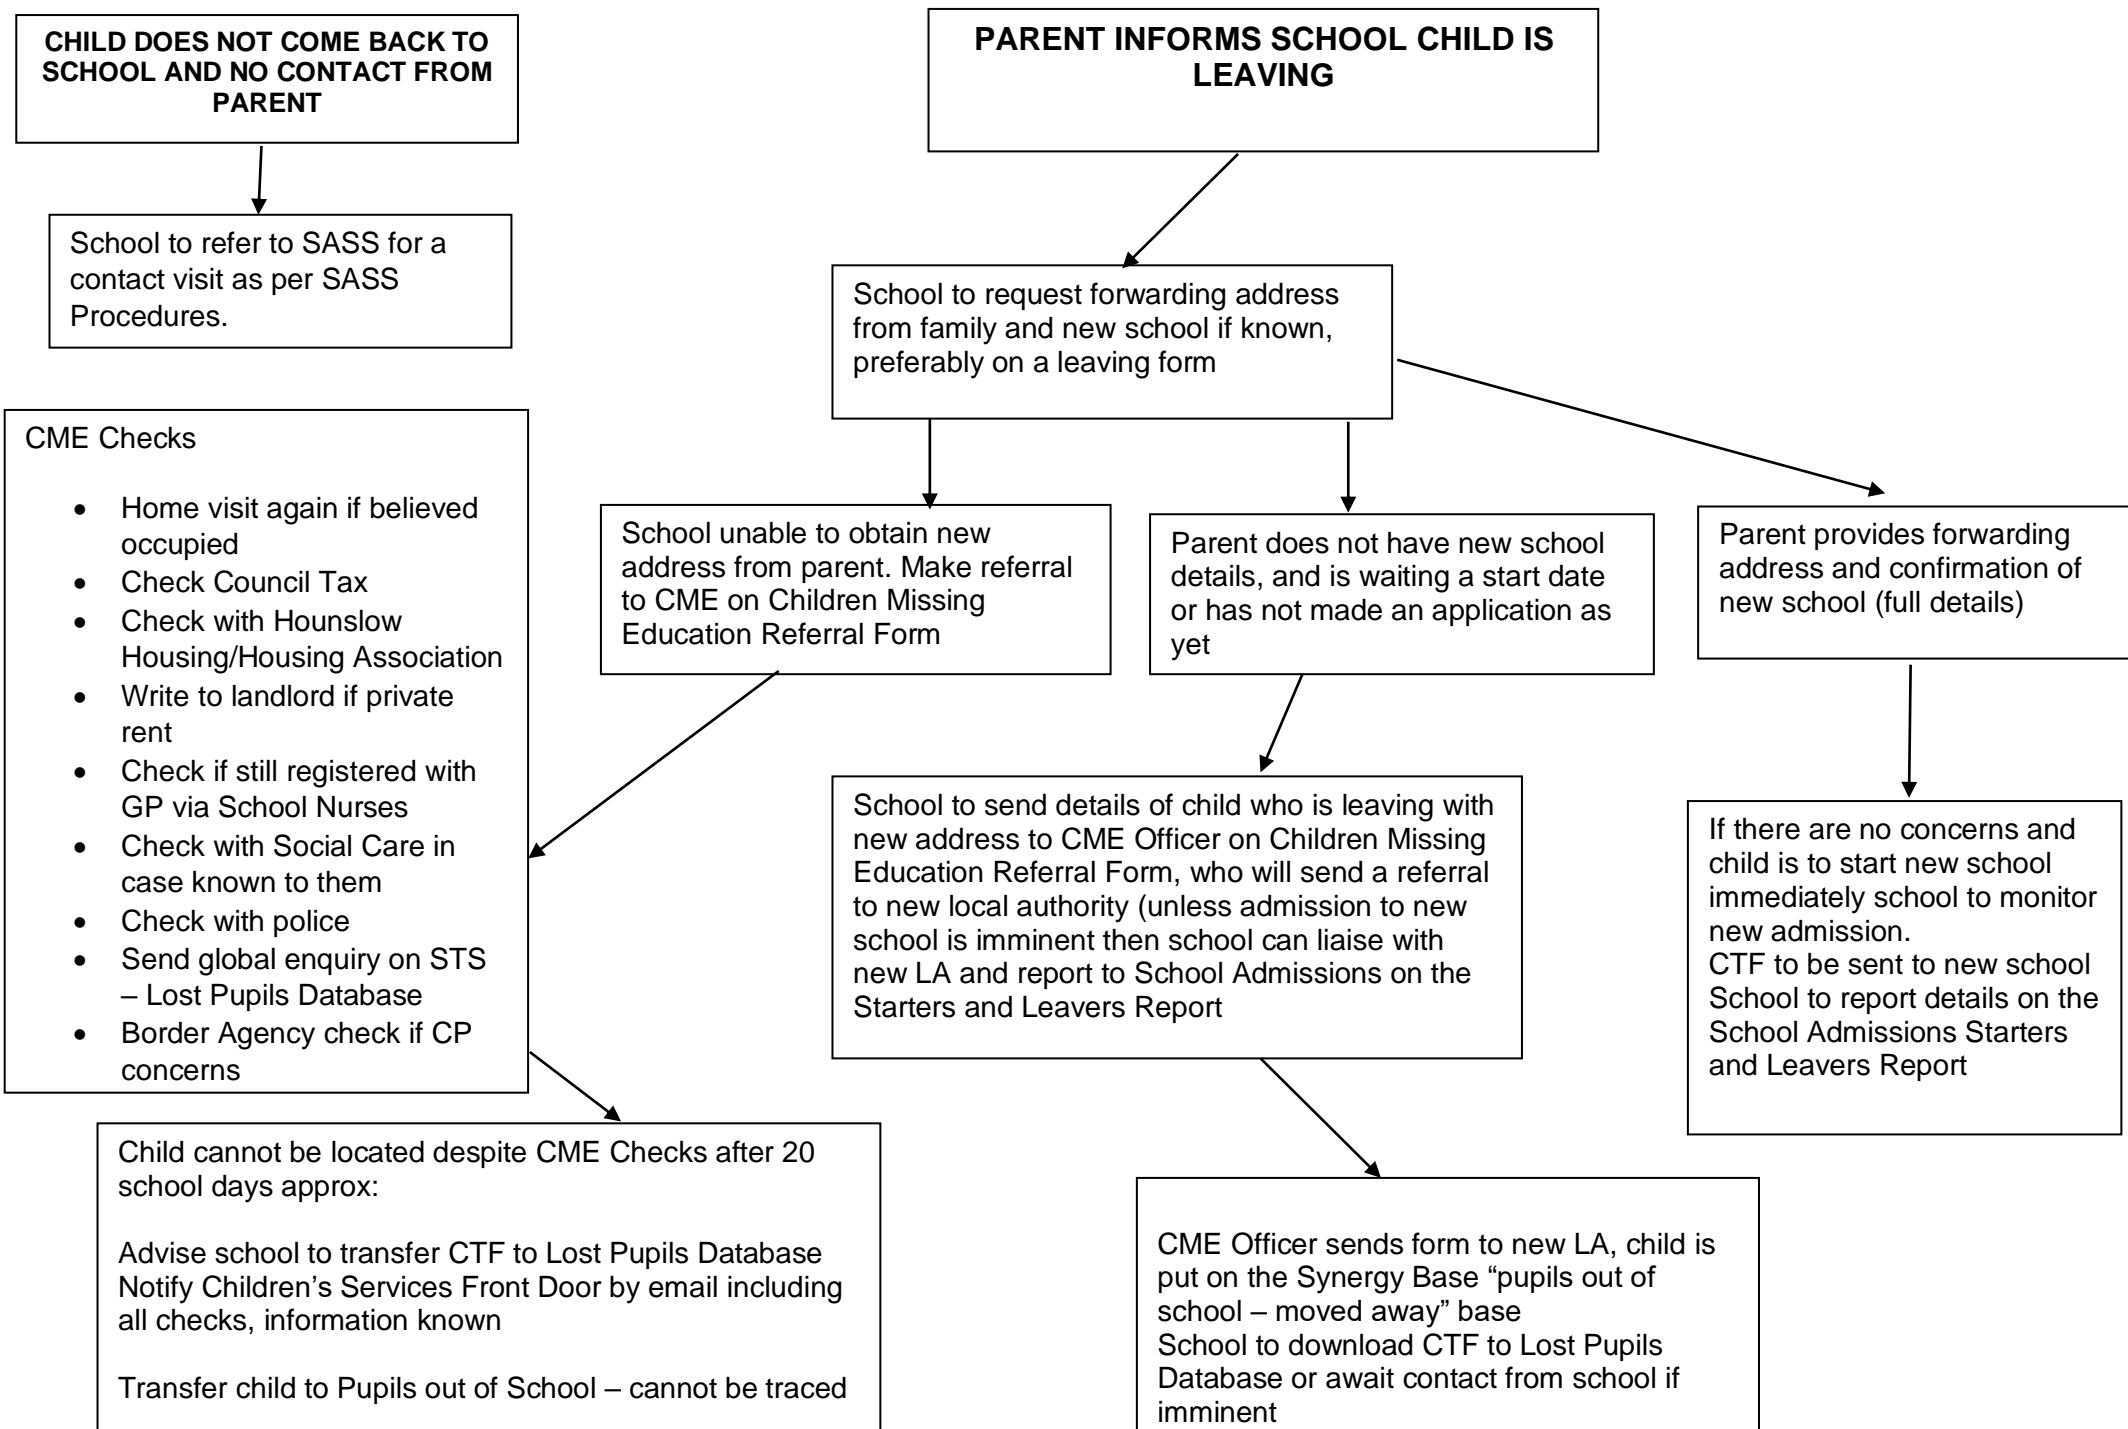 CHILD DOES NOT COME BACK TO
SCHOOL AND NO CONTACT FROM
PARENT
PARENT INFORMS SCHOOL CHILD IS
LEAVING
School to refer to SASS for a
contact visit as per SASS
Procedures.
School to request forwarding address
from family and new school if known,
preferably on a leaving form
CME Checks
• Home visit again if believed
occupied
• Check Council Tax
• Check with Hounslow
Housing/Housing Association
• Write to landlord if private
rent
• Check if still registered with
GP via School Nurses
• Check with Social Care in
case known to them
• Check with police
• Send global enquiry on STS
– Lost Pupils Database
• Border Agency check if CP
concerns
School unable to obtain new
address from parent. Make referral
to CME on Children Missing
Education Referral Form
Parent does not have new school
details, and is waiting a start date
or has not made an application as
yet
Parent provides forwarding
address and confirmation of
new school (full details)
School to send details of child who is leaving with
new address to CME Officer on Children Missing
Education Referral Form, who will send a referral
to new local authority (unless admission to new
school is imminent then school can liaise with
new LA and report to School Admissions on the
Starters and Leavers Report
If there are no concerns and
child is to start new school
immediately school to monitor
new admission.
CTF to be sent to new school
School to report details on the
School Admissions Starters
and Leavers Report
Child cannot be located despite CME Checks after 20
school days approx:
Advise school to transfer CTF to Lost Pupils Database
Notify Children’s Services Front Door by email including
all checks, information known
Transfer child to Pupils out of School – cannot be traced
CME Officer sends form to new LA, child is
put on the Synergy Base “pupils out of
school – moved away” base
School to download CTF to Lost Pupils
Database or await contact from school if
imminent